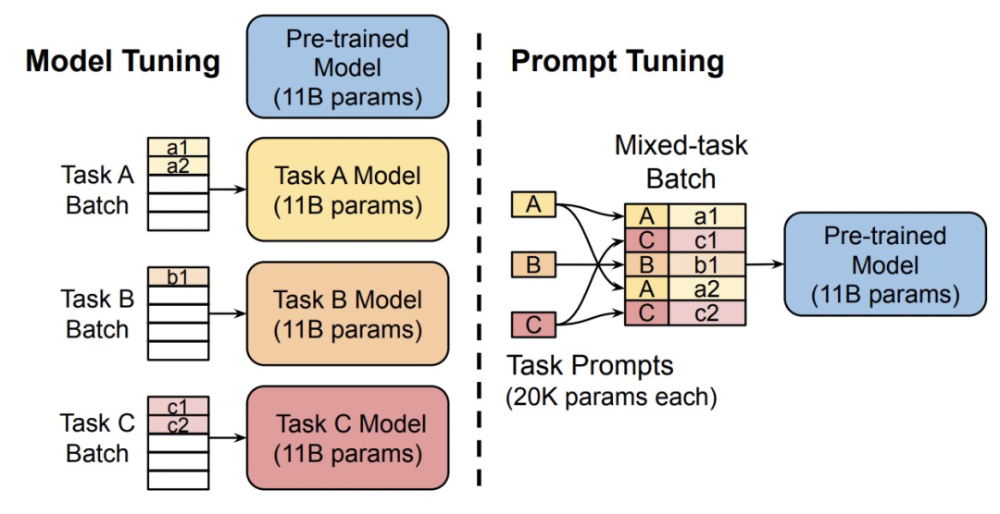 Model Tuning
Pre-trained
Model
(11B params)
Task A
Batch
a1
a2
Task A Model
(11B params)
Task B
Batch
b1
Task B Model
(11B params)
Task C
Batch
c1
c2
Task C Model
(11B params)
Prompt Tuning
Mixed-task
Batch
A
B
C
A a1
C c1
B b1
A a2
C c2
Task Prompts
(20K params each)
Pre-trained
Model
(11B params)